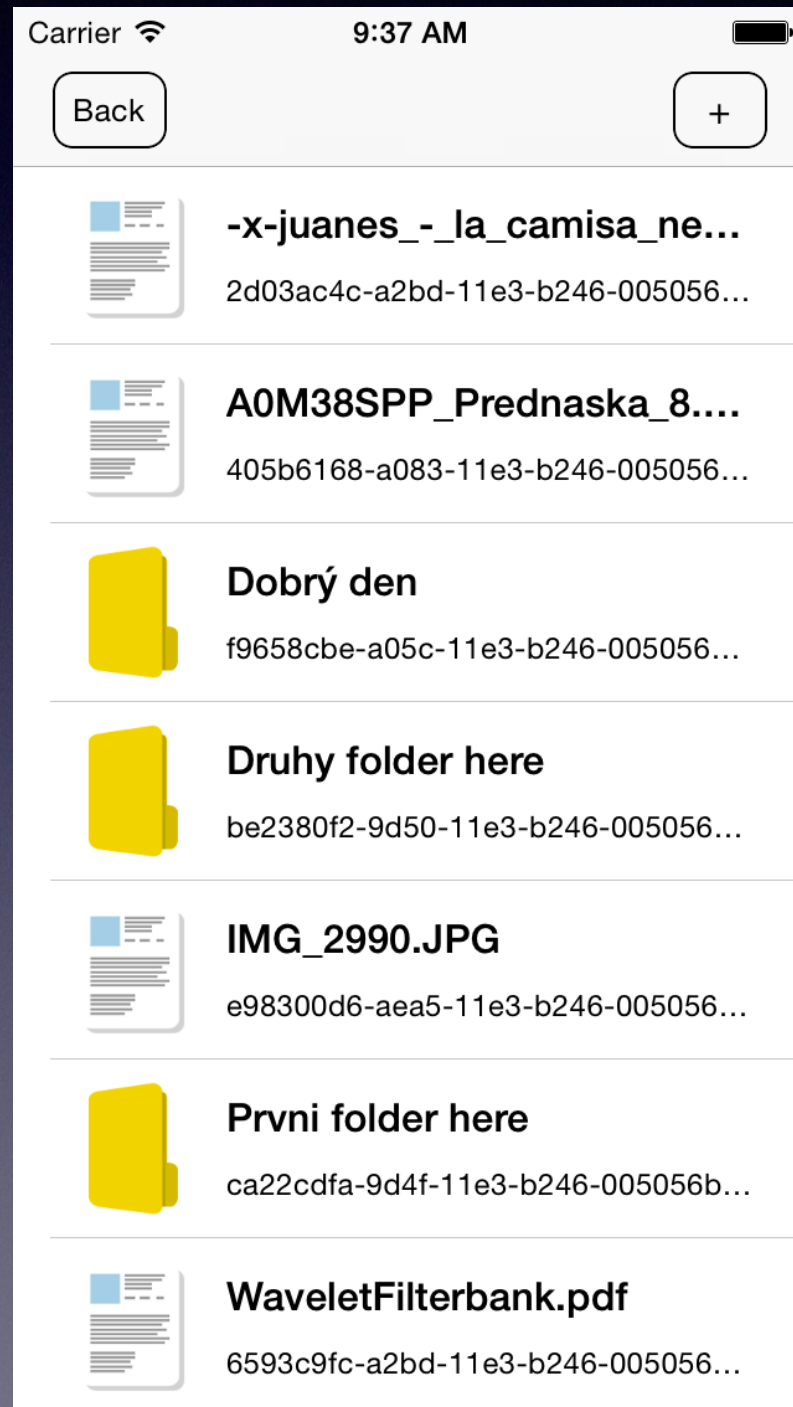 Carrier 9:37 AM
Back +
-x-juanes_-_la_camisa_ne...
2d03ac4c-a2bd-11e3-b246-005056...
A0M38SPP_Prednaska_8....
405b6168-a083-11e3-b246-005056...
Dobrý den
f9658cbe-a05c-11e3-b246-005056...
Druhy folder here
be2380f2-9d50-11e3-b246-005056...
IMG_2990.JPG
e98300d6-aea5-11e3-b246-005056...
Prvni folder here
ca22cdfa-9d4f-11e3-b246-005056b...
WaveletFilterbank.pdf
6593c9fc-a2bd-11e3-b246-005056...